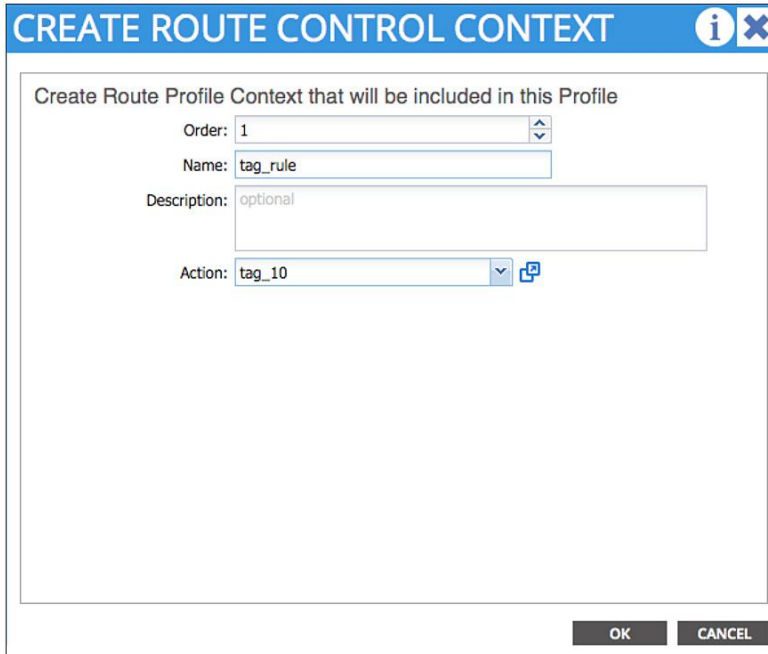 CREATE ROUTE CONTROL CONTEXT
Create Route Profile Context that will be included in this Profile
Order: 1
Name: tag_rule
Description: optional
Action: tag_10
OK CANCEL